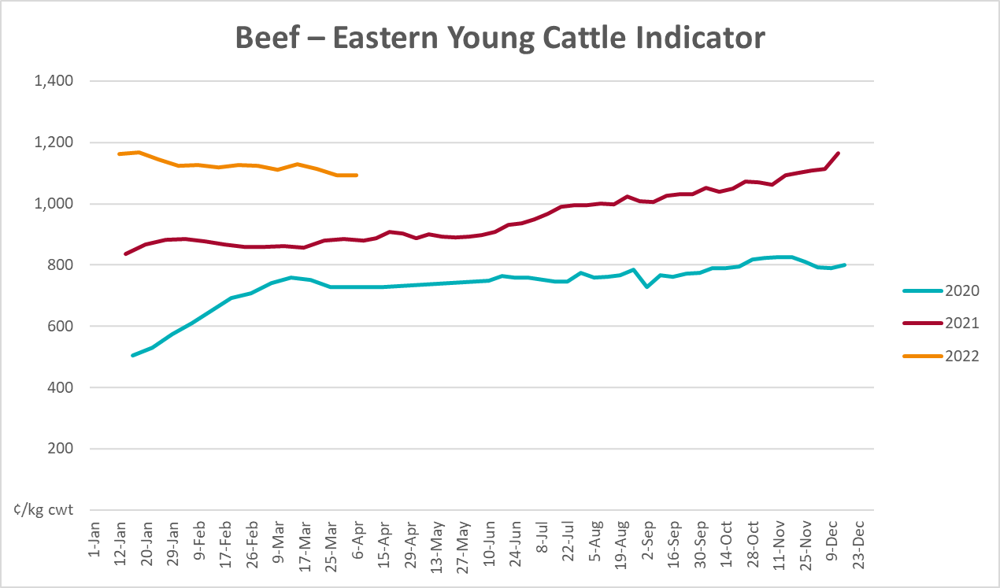 Beef – Eastern Young Cattle Indicator
1,400
1,200
1,000
800
600
400
200
¢/kg cwt
1-Jan
12-Jan
20-Jan
29-Jan
9-Feb
17-Feb
26-Feb
9-Mar
17-Mar
25-Mar
6-Apr
15-Apr
29-Apr
13-May
27-May
10-Jun
24-Jun
8-Jul
22-Jul
5-Aug
19-Aug
2-Sep
16-Sep
30-Sep
14-Oct
28-Oct
11-Nov
25-Nov
9-Dec
23-Dec
2020
2021
2022